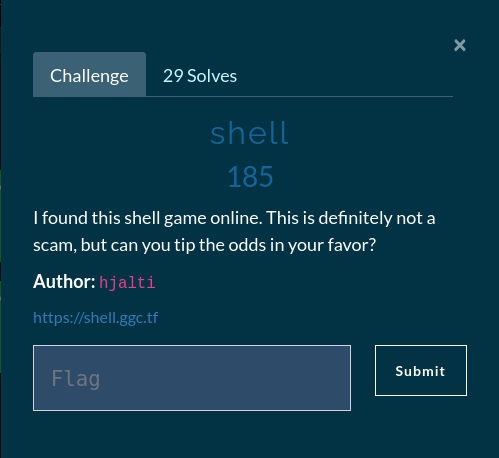 ×
Challenge
29 Solves
shell
185
I found this shell game online. This is definitely not a
scam, but can you tip the odds in your favor?
Author: hjalti
https://shell.ggc.tf
Flag
Submit